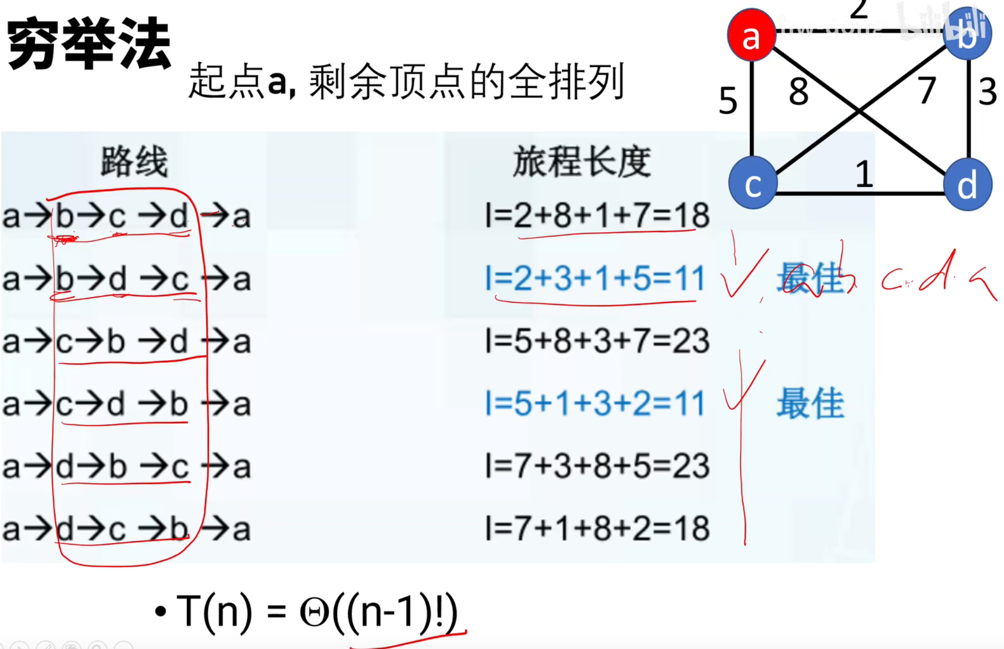 穷举法
起点a, 剩余顶点的全排列
2
a
b
bilibili
5
8
7
3
c
1
d
路线
旅程长度
a→b→c→d→a
l=2+8+1+7=18
a→b→d→c→a
l=2+3+1+5=11
最佳
a b c d a
a→c→b→d→a
l=5+8+3+7=23
a→c→d→b→a
l=5+1+3+2=11
最佳
a→d→b→c→a
l=7+3+8+5=23
a→d→c→b→a
l=7+1+8+2=18
• T(n) = Θ((n-1)!)